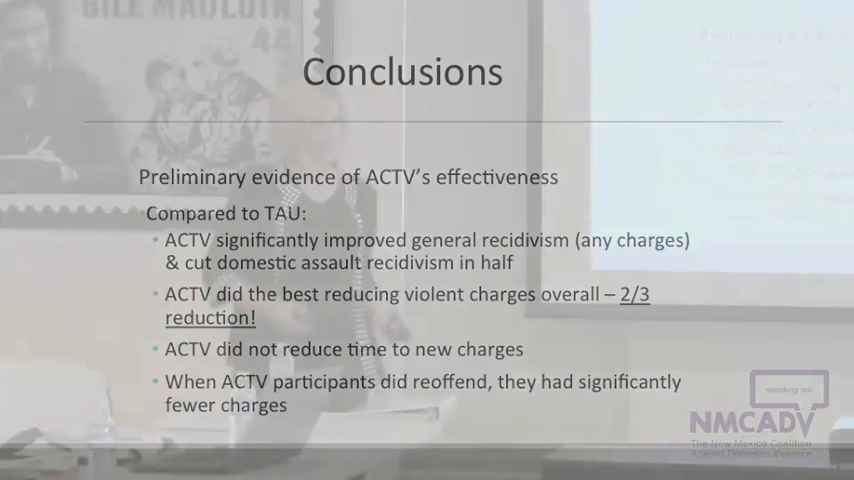 BILL MAULDIN
44
Conclusions
Preliminary evidence of ACTV's effectiveness
Compared to TAU:
• ACTV significantly improved general recidivism (any charges)
& cut domestic assault recidivism in half
• ACTV did the best reducing violent charges overall – 2/3
reduction!
• ACTV did not reduce time to new charges
• When ACTV participants did reoffend, they had significantly
fewer charges
speaking out
NMCADV
The New Mexico Coalition
Against Domestic Violence